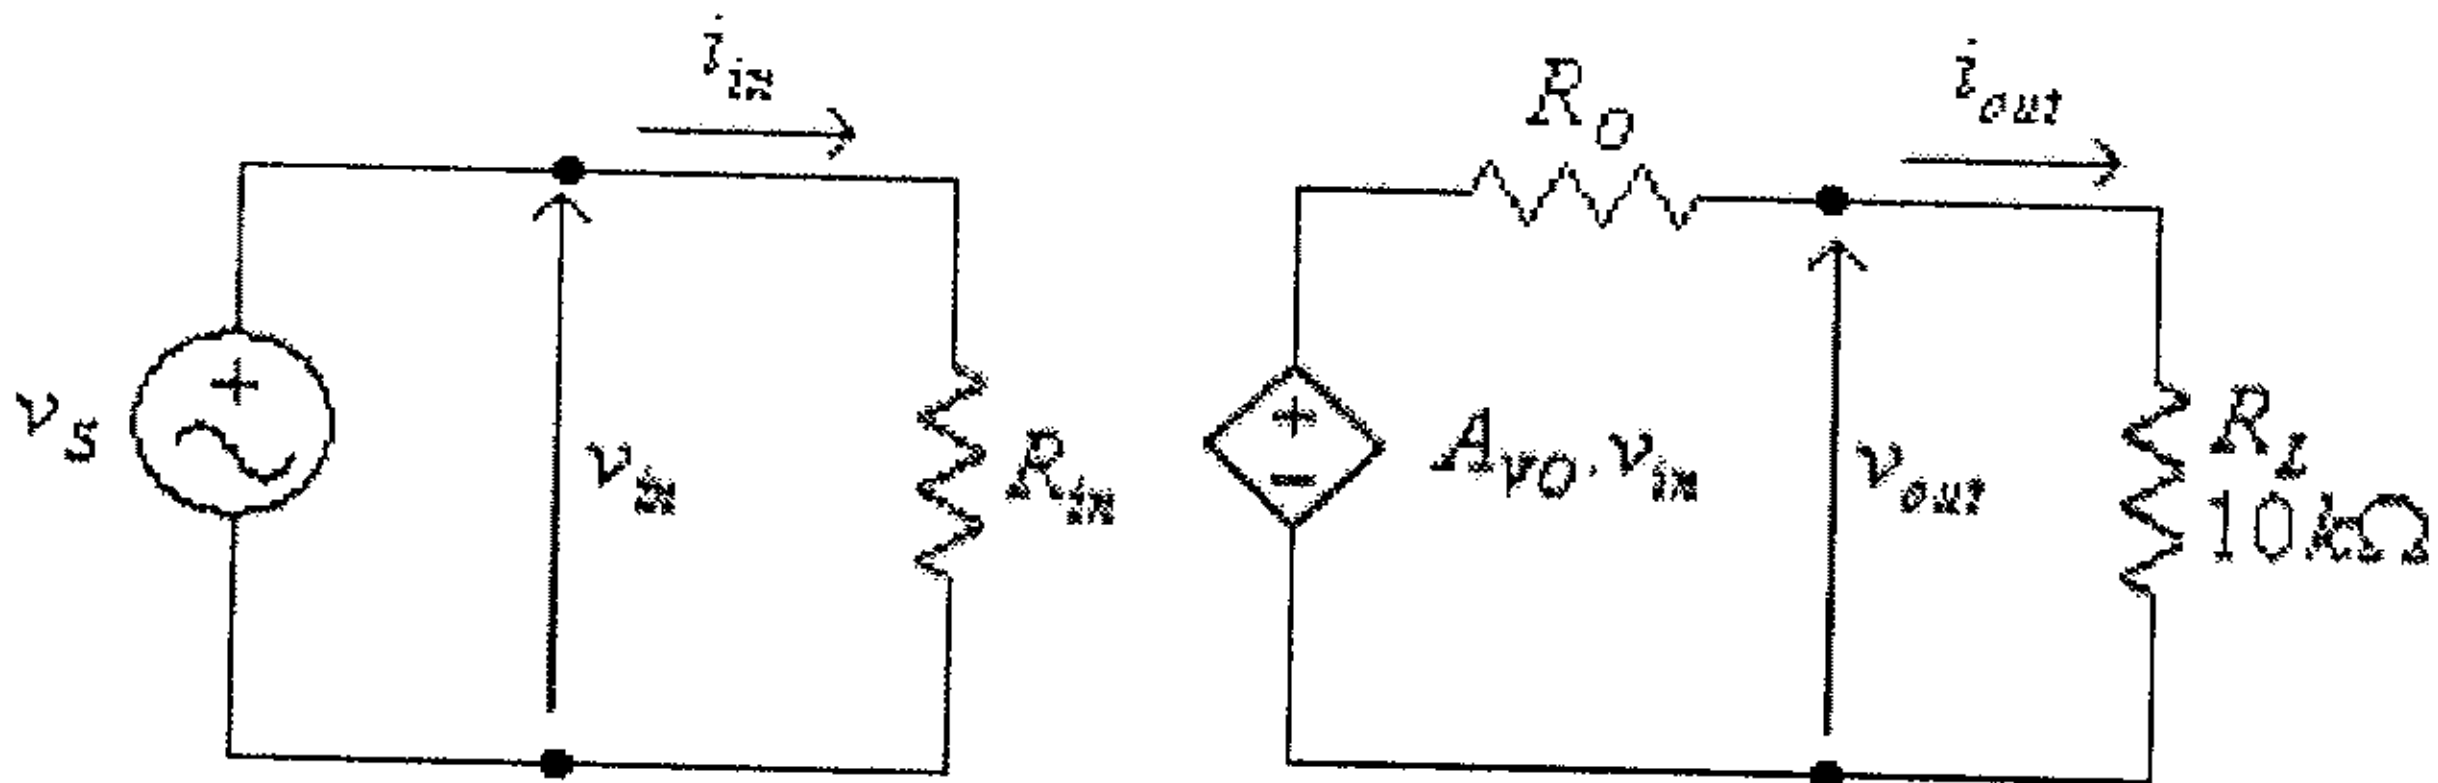 i_in
R_O
i_out
+
v_S
v_in
R_in
+
−
A_VO · v_in
v_out
R_L
10kΩ